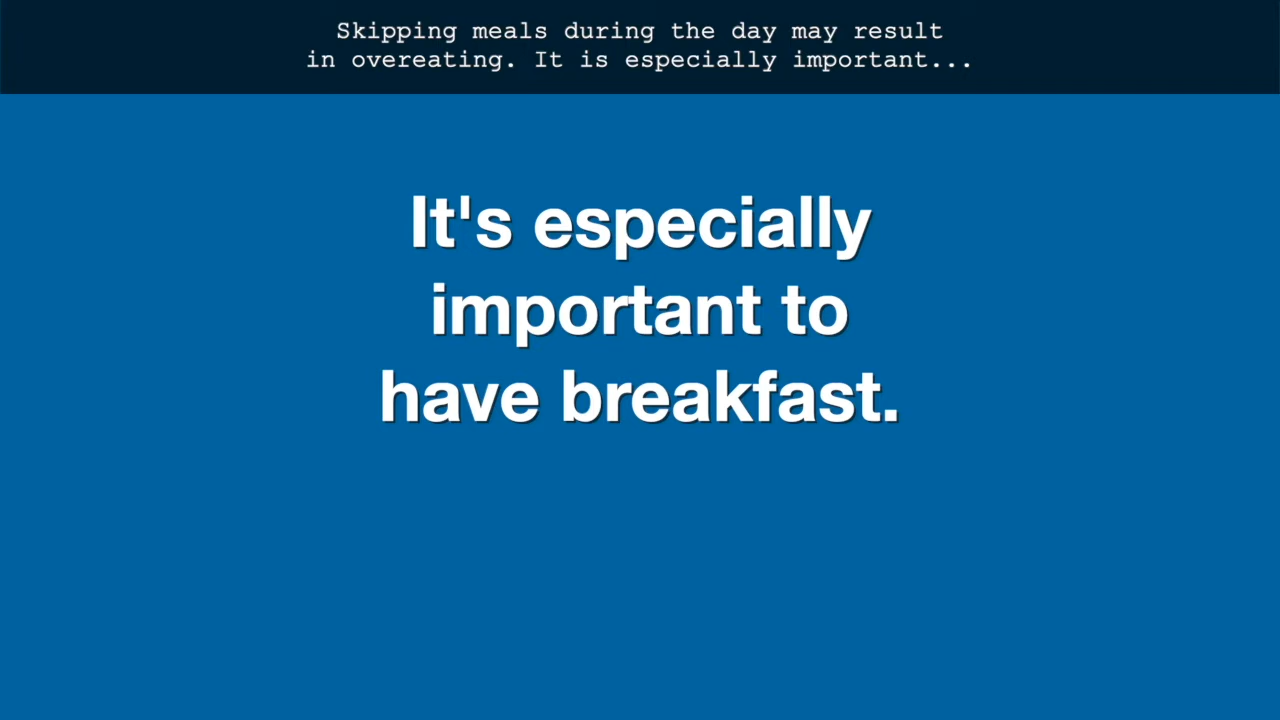 Skipping meals during the day may result
in overeating. It is especially important...
It's especially
important to
have breakfast.